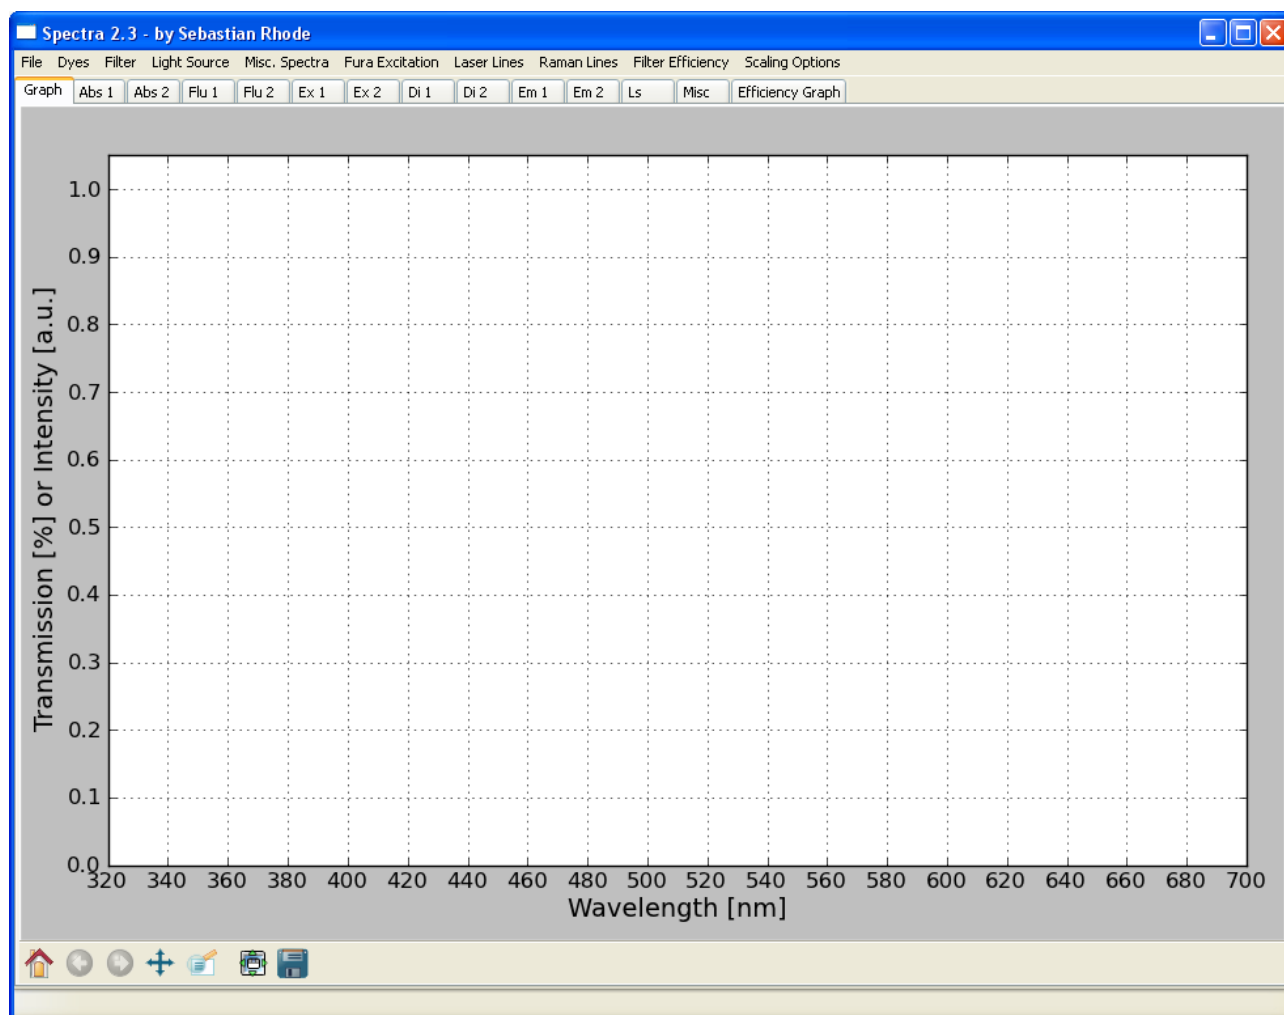 Spectra 2.3 - by Sebastian Rhode
File Dyes Filter Light Source Misc. Spectra Fura Excitation Laser Lines Raman Lines Filter Efficiency Scaling Options
Graph Abs 1 Abs 2 Flu 1 Flu 2 Ex 1 Ex 2 Di 1 Di 2 Em 1 Em 2 Ls Misc Efficiency Graph
Transmission [%] or Intensity [a.u.]
1.0
0.9
0.8
0.7
0.6
0.5
0.4
0.3
0.2
0.1
0.0
320 340 360 380 400 420 440 460 480 500 520 540 560 580 600 620 640 660 680 700
Wavelength [nm]